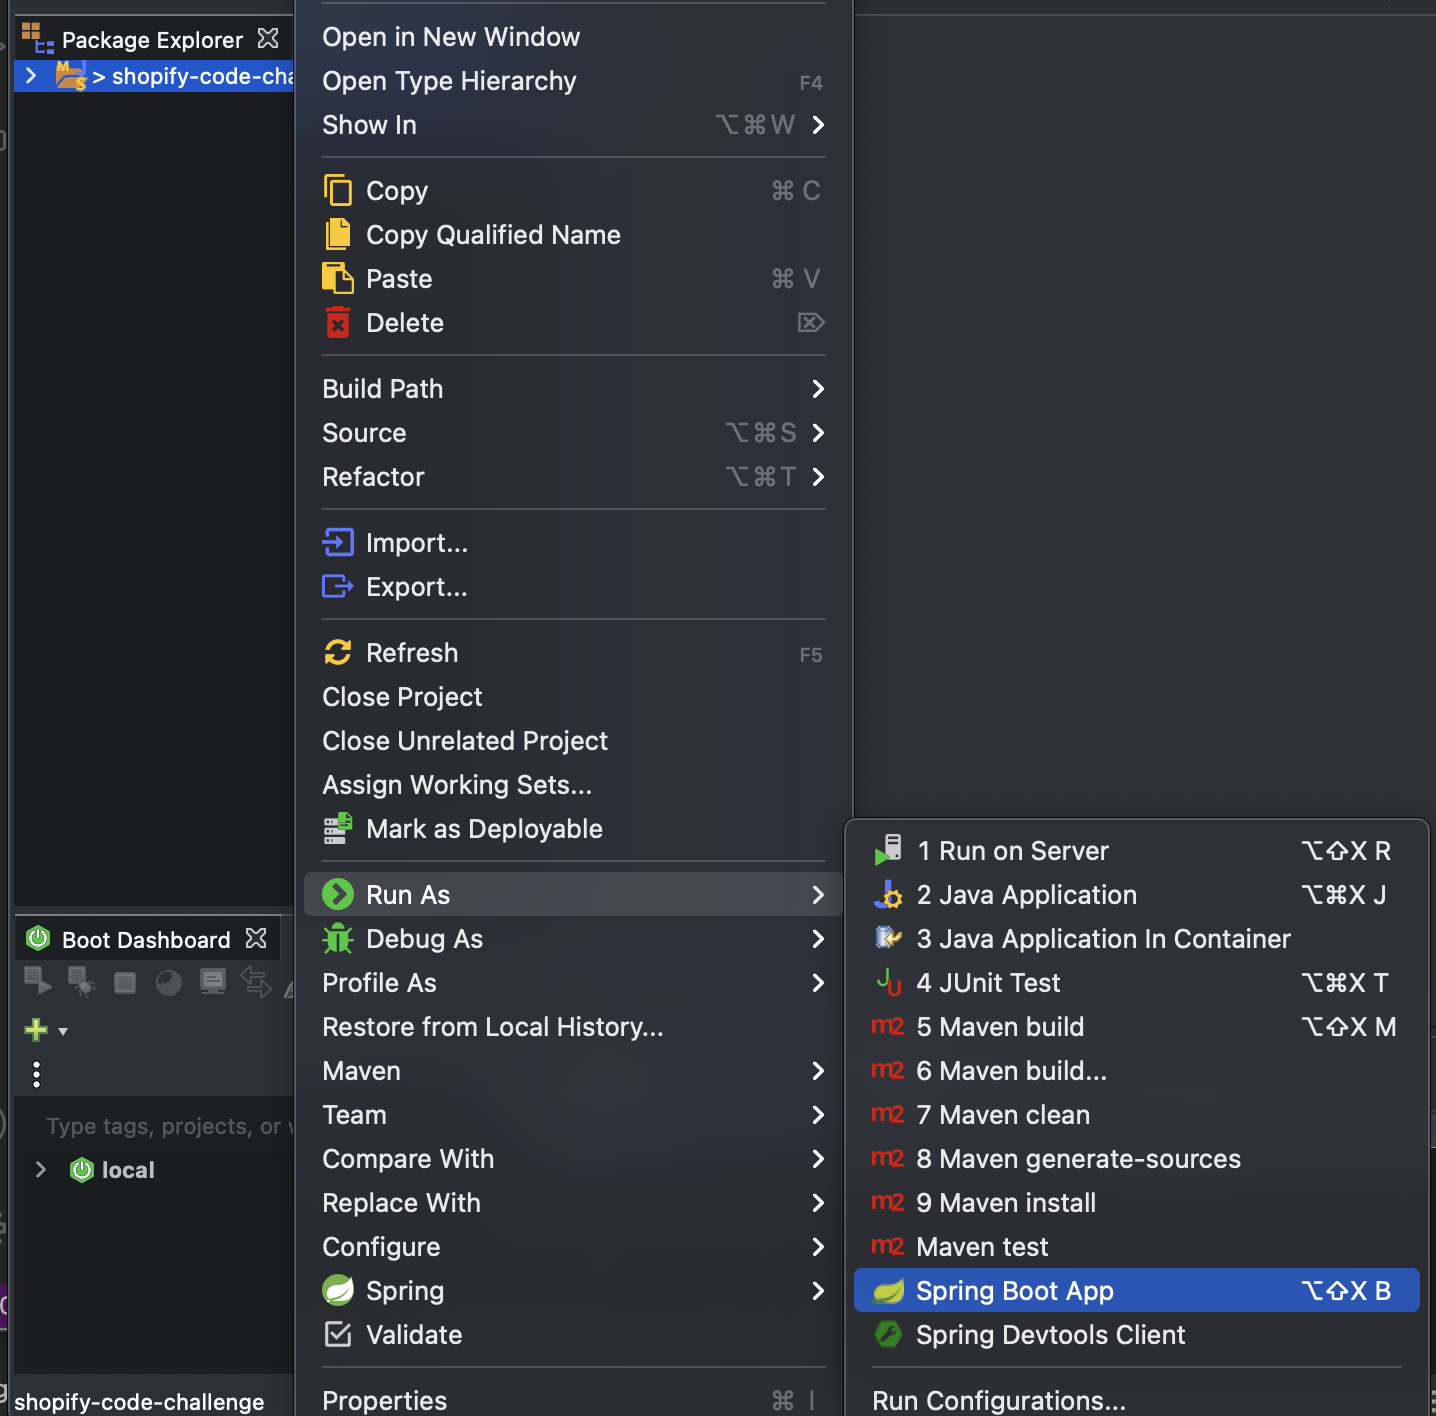 Package Explorer
> shopify-code-cha
Open in New Window
Open Type Hierarchy F4
Show In ⌥⌘W
Copy ⌘ C
Copy Qualified Name
Paste ⌘ V
Delete ⌦
Build Path
Source ⌥⌘S
Refactor ⌥⌘T
Import...
Export...
Refresh F5
Close Project
Close Unrelated Project
Assign Working Sets...
Mark as Deployable
Run As
Debug As
Profile As
Restore from Local History...
Maven
Team
Compare With
Replace With
Configure
Spring
Validate
Properties ⌘ I
1 Run on Server ⌥⇧X R
2 Java Application ⌥⌘X J
3 Java Application In Container
4 JUnit Test ⌥⌘X T
m2 5 Maven build ⌥⇧X M
m2 6 Maven build...
m2 7 Maven clean
m2 8 Maven generate-sources
m2 9 Maven install
m2 Maven test
Spring Boot App ⌥⇧X B
Spring Devtools Client
Run Configurations...
Boot Dashboard
Type tags, projects, or
local
shopify-code-challenge